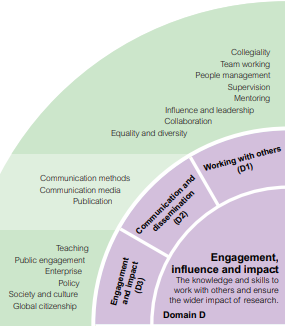 Collegiality
Team working
People management
Supervision
Mentoring
Influence and leadership
Collaboration
Equality and diversity
Working with others
(D1)
Communication methods
Communication media
Publication
Communication and
dissemination
(D2)
Teaching
Public engagement
Enterprise
Policy
Society and culture
Global citizenship
Engagement
and impact
(D3)
Engagement,
influence and impact
The knowledge and skills to
work with others and ensure
the wider impact of research.
Domain D